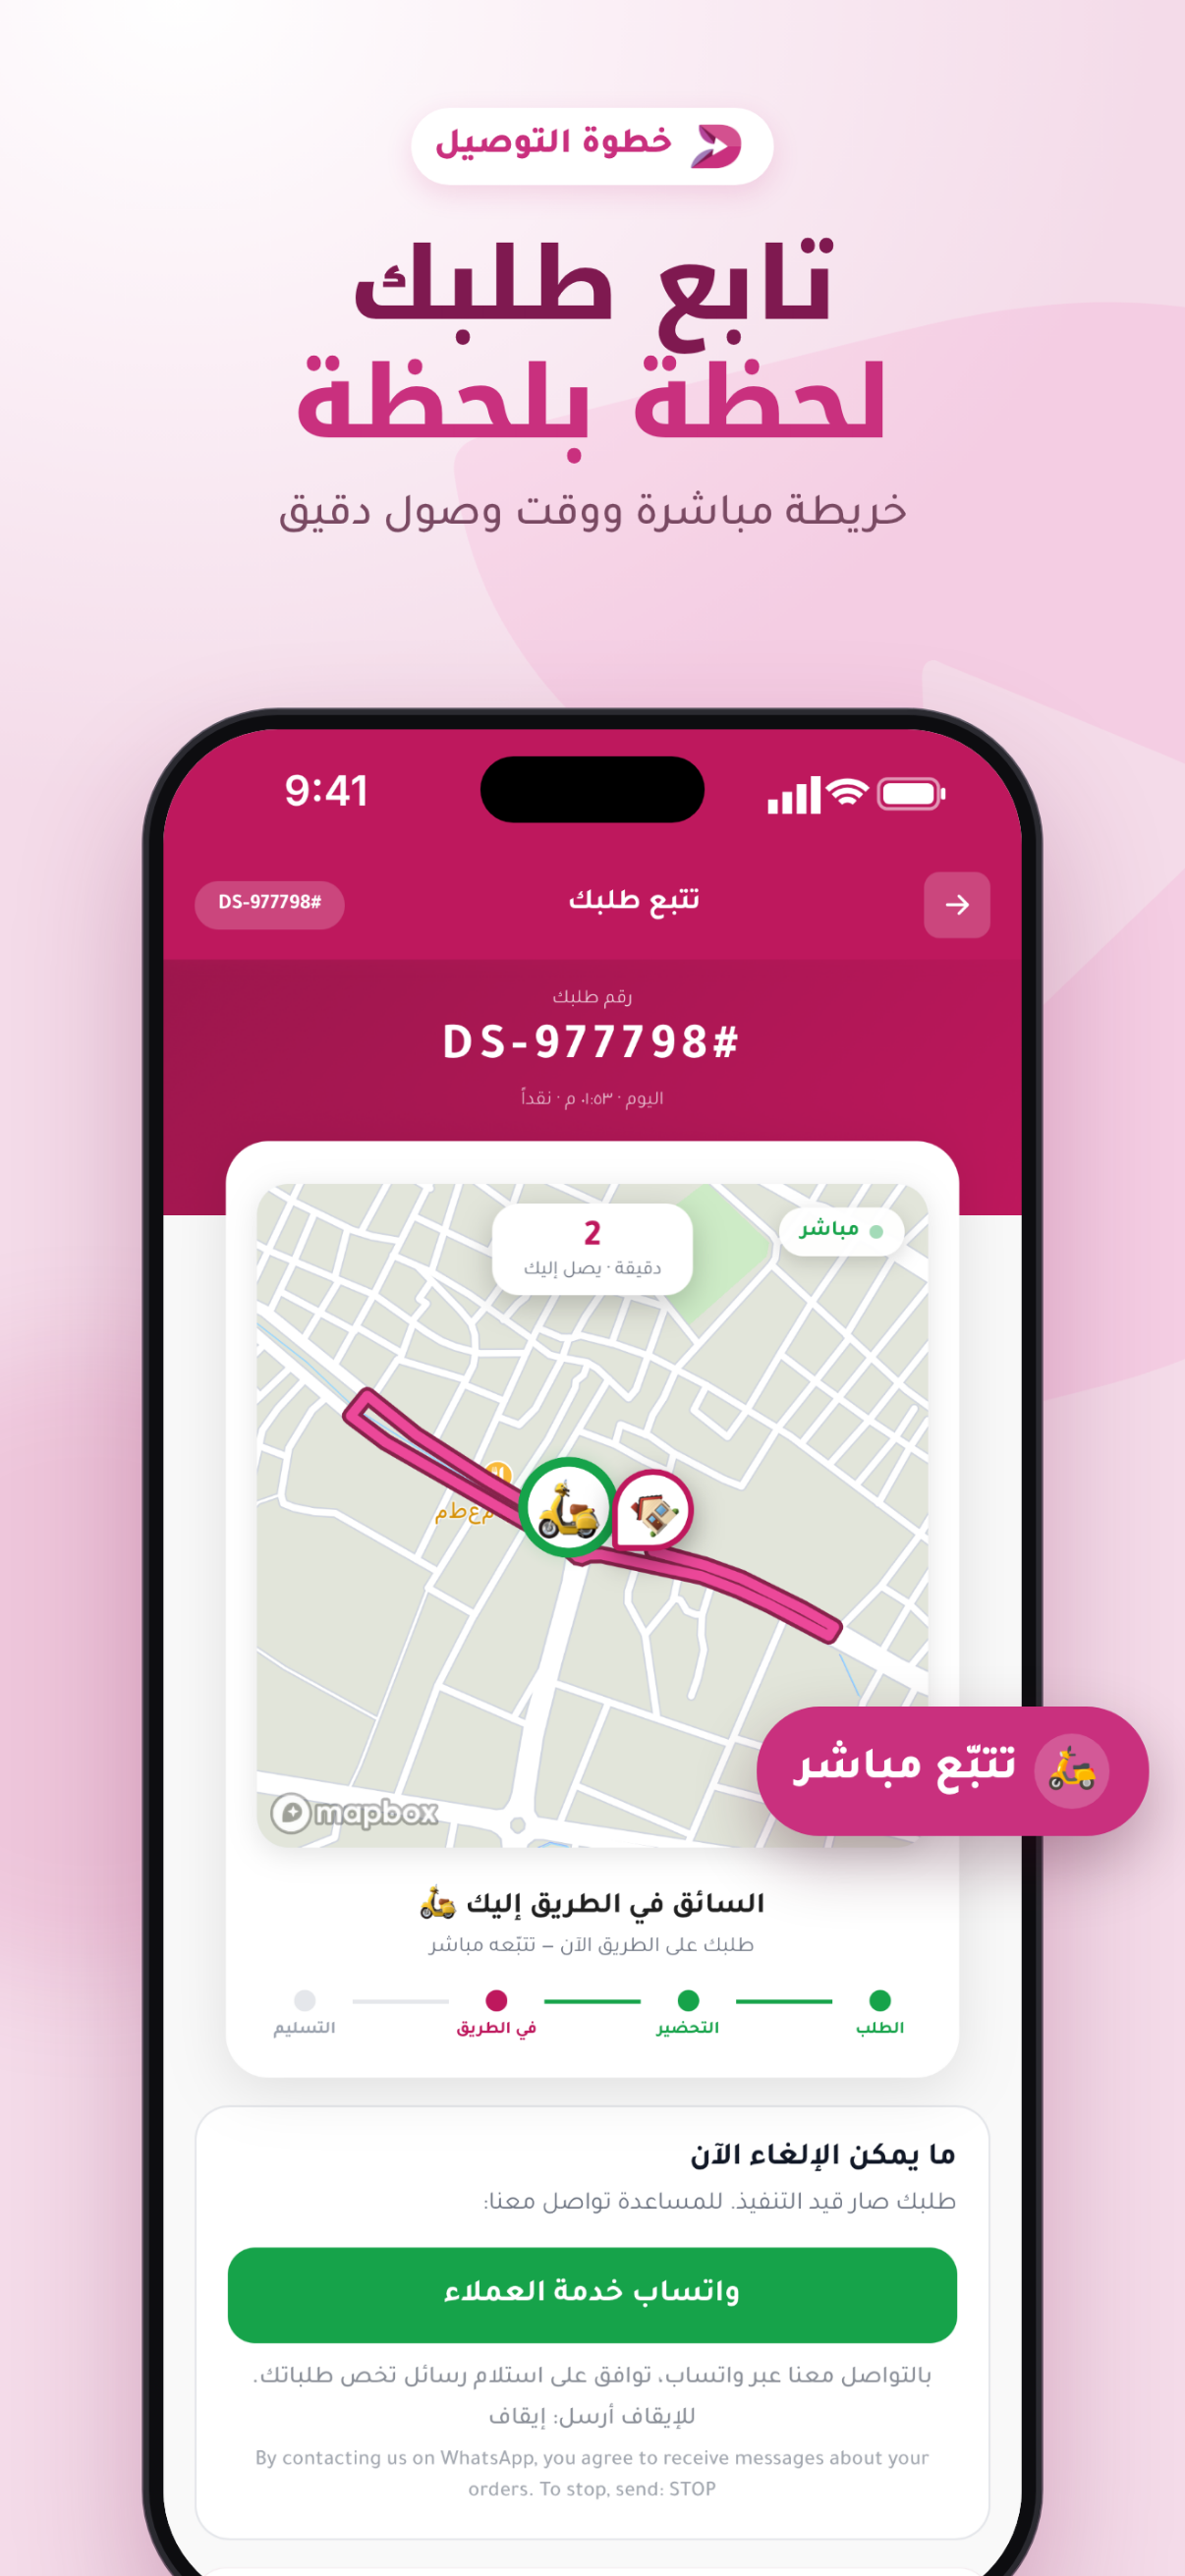 خطوة التوصيل
تابع طلبك
لحظة بلحظة
خريطة مباشرة ووقت وصول دقيق
9:41
تتبع طلبك
DS-977798#
رقم طلبك
DS-977798#
اليوم · ٠١:٥٣ م · نقداً
مباشر
2
دقيقة · يصل إليك
مطعم
mapbox
تتبّع مباشر
السائق في الطريق إليك
طلبك على الطريق الآن – تتبّعه مباشر
الطلب
التحضير
في الطريق
التسليم
ما يمكن الإلغاء الآن
طلبك صار قيد التنفيذ. للمساعدة تواصل معنا:
واتساب خدمة العملاء
بالتواصل معنا عبر واتساب، توافق على استلام رسائل تخص طلباتك.
للإيقاف أرسل: إيقاف
By contacting us on WhatsApp, you agree to receive messages about your
orders. To stop, send: STOP